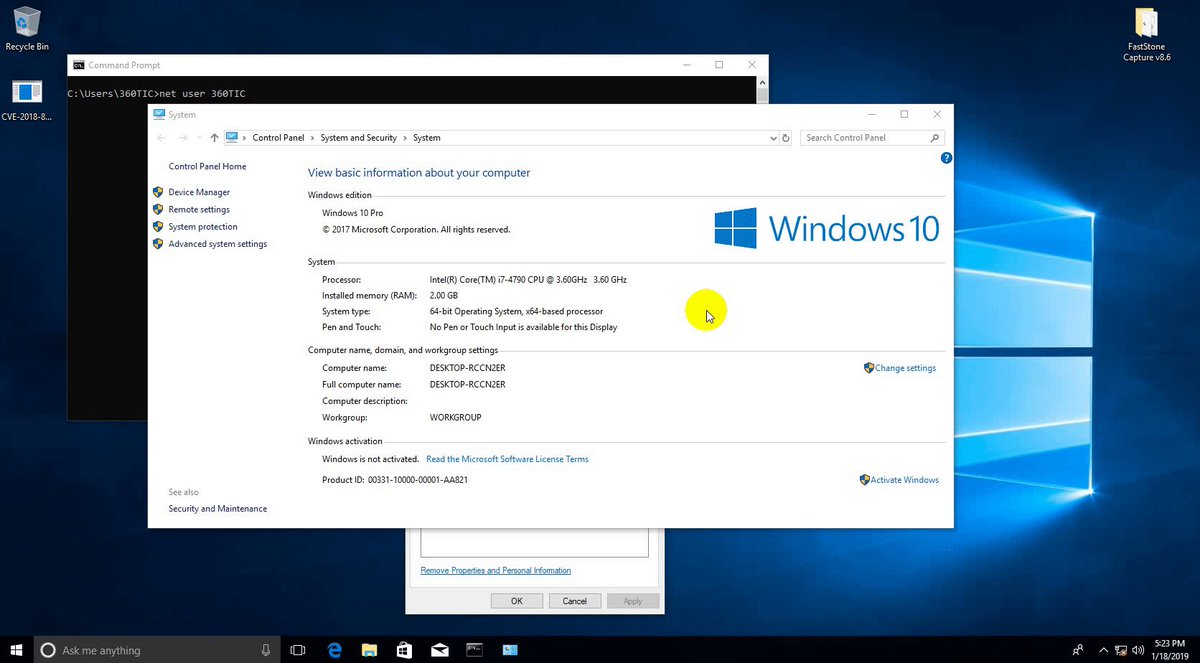 Recycle Bin
CVE-2018-8...
FastStone
Capture v8.6
Command Prompt
C:\Users\360TIC>net user 360TIC
System
Control Panel > System and Security > System
Search Control Panel
Control Panel Home
Device Manager
Remote settings
System protection
Advanced system settings
See also
Security and Maintenance
View basic information about your computer
Windows edition
Windows 10 Pro
© 2017 Microsoft Corporation. All rights reserved.
Windows 10
System
Processor: Intel(R) Core(TM) i7-4790 CPU @ 3.60GHz 3.60 GHz
Installed memory (RAM): 2.00 GB
System type: 64-bit Operating System, x64-based processor
Pen and Touch: No Pen or Touch Input is available for this Display
Computer name, domain, and workgroup settings
Computer name: DESKTOP-RCCN2ER
Change settings
Full computer name: DESKTOP-RCCN2ER
Computer description:
Workgroup: WORKGROUP
Windows activation
Windows is not activated. Read the Microsoft Software License Terms
Product ID: 00331-10000-00001-AA821
Activate Windows
Remove Properties and Personal Information
OK Cancel Apply
Ask me anything
5:23 PM
1/18/2019